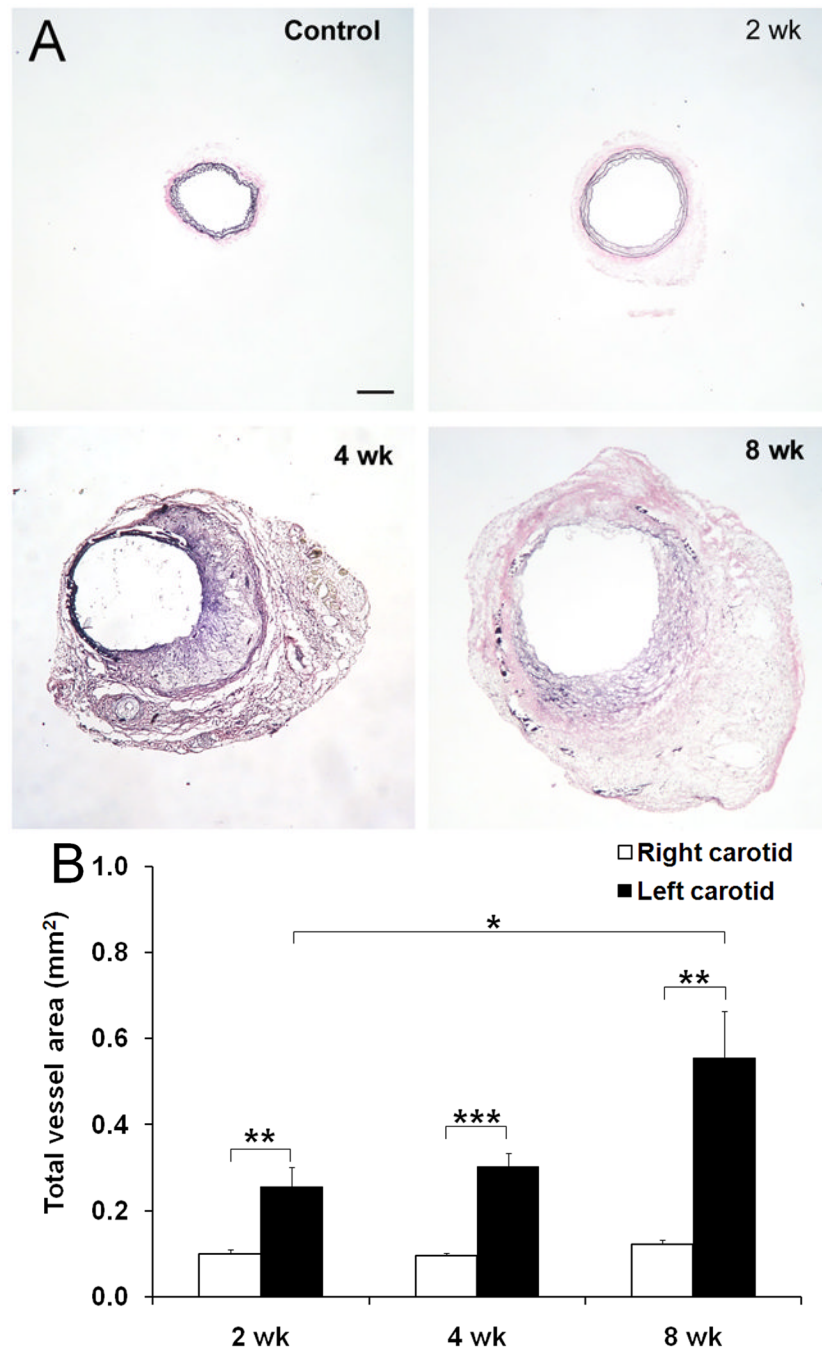 A
Control
2 wk
4 wk
8 wk
B
Right carotid
Left carotid
Total vessel area (mm²)
1.0
0.8
0.6
0.4
0.2
0.0
*
**
***
**
2 wk
4 wk
8 wk